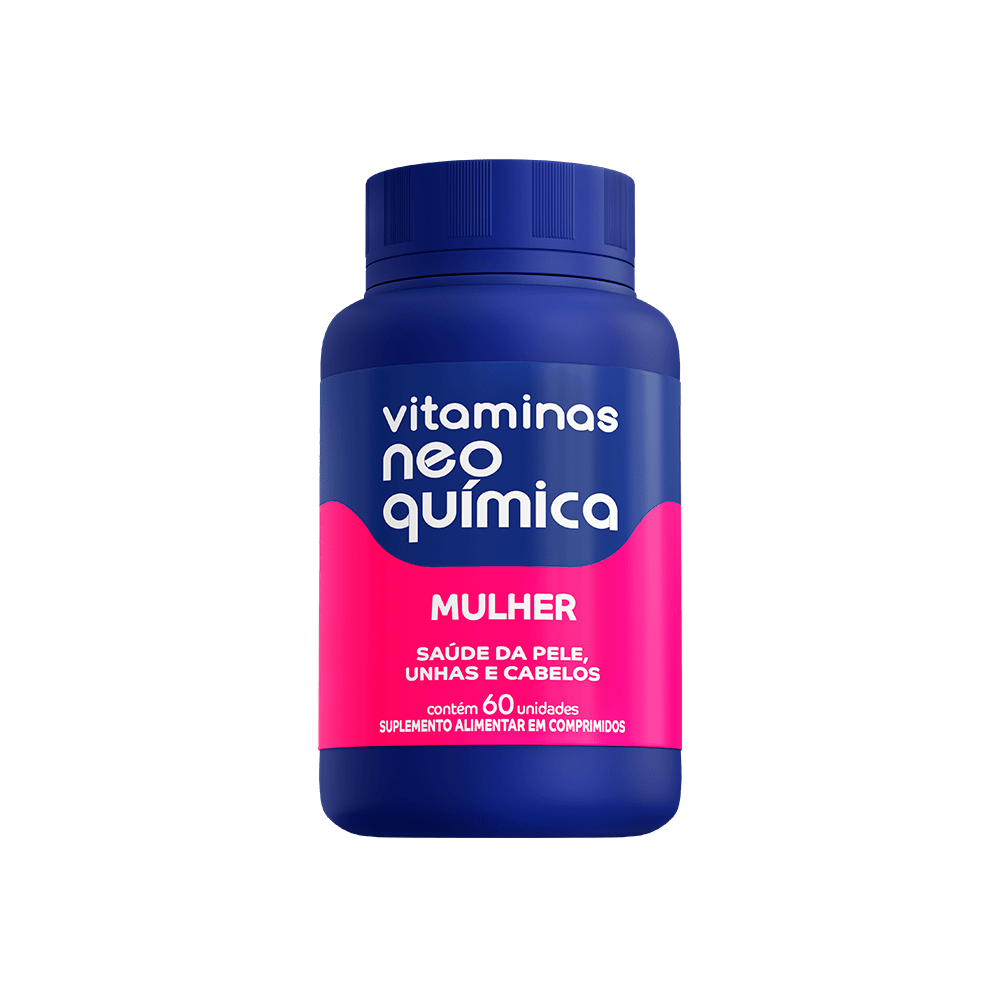 vitaminas
neo
química
MULHER
SAÚDE DA PELE,
UNHAS E CABELOS
contém 60 unidades
SUPLEMENTO ALIMENTAR EM COMPRIMIDOS